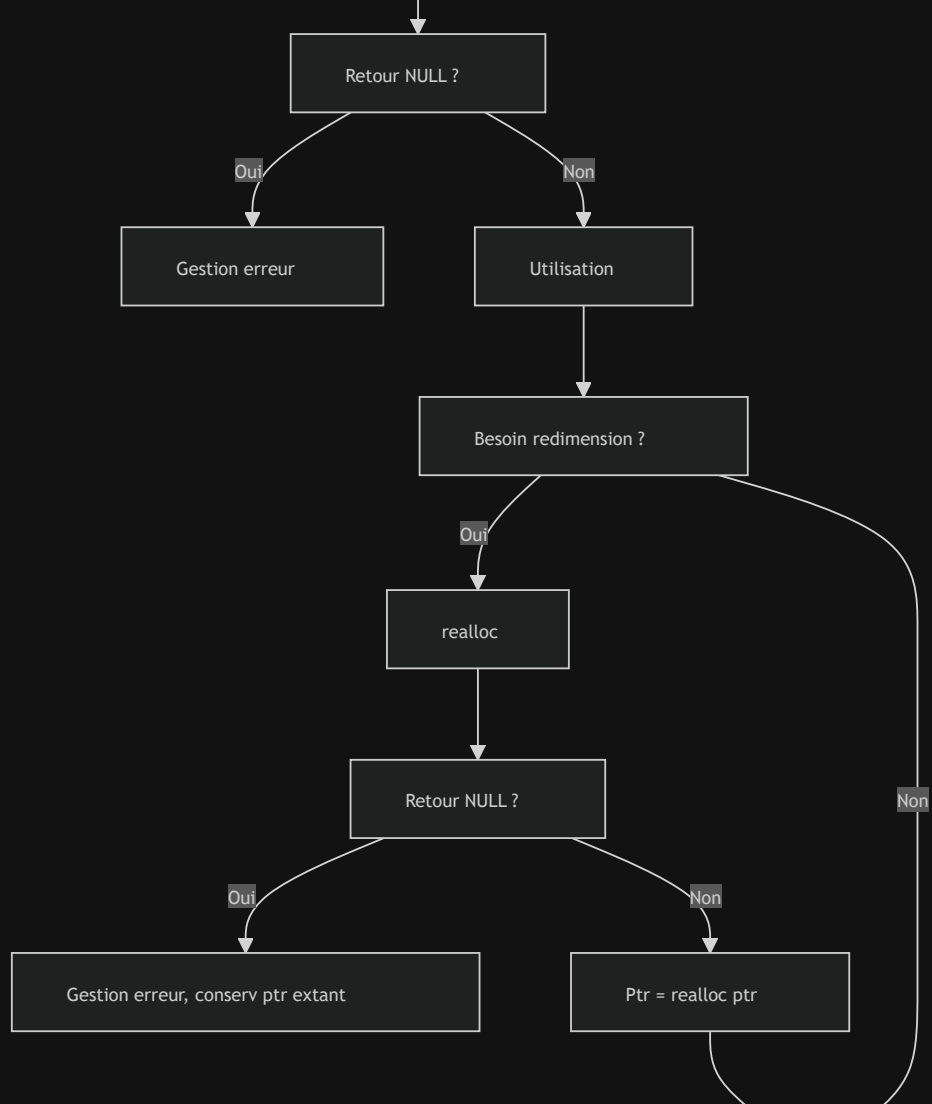 Retour NULL ?
Oui
Non
Gestion erreur
Utilisation
Besoin redimension ?
Oui
realloc
Retour NULL ?
Non
Oui
Non
Gestion erreur, conserv ptr extant
Ptr = realloc ptr